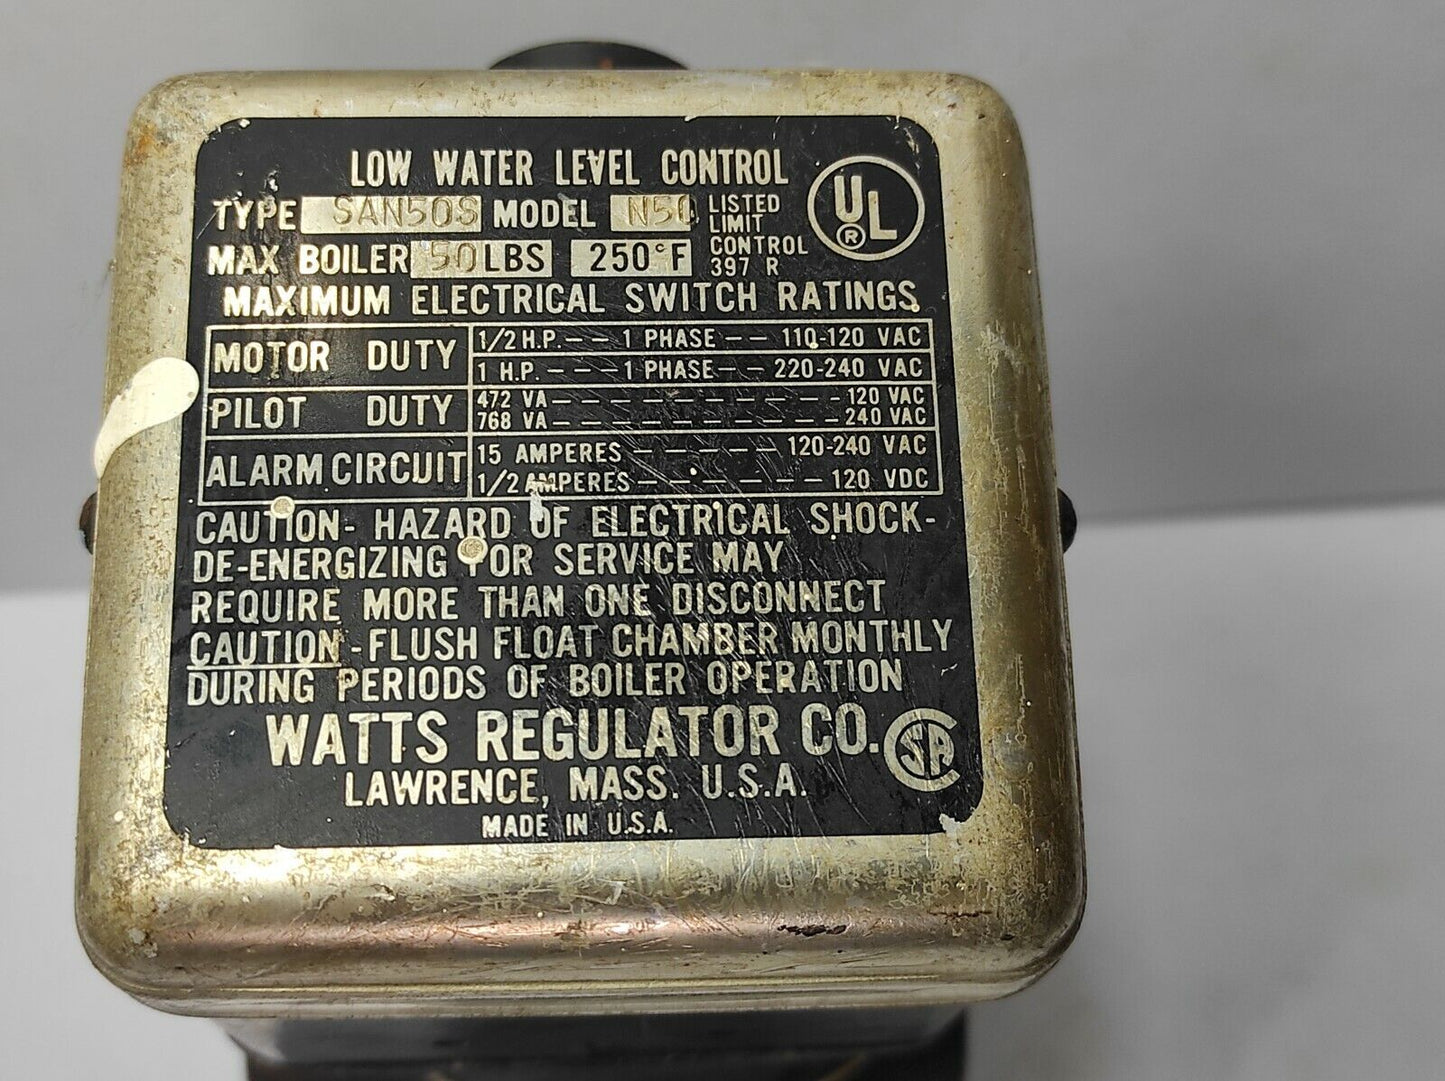 LOW WATER LEVEL CONTROL
TYPE SAN50S MODEL N50 LISTED LIMIT CONTROL 397 R
UL ®
MAX BOILER 50 LBS 250°F
MAXIMUM ELECTRICAL SWITCH RATINGS
MOTOR DUTY 1/2 H.P. -- 1 PHASE -- 110-120 VAC
1 H.P. --- 1 PHASE -- 220-240 VAC
PILOT DUTY 472 VA ----------- 120 VAC
768 VA ----------- 240 VAC
ALARM CIRCUIT 15 AMPERES ----- 120-240 VAC
1/2 AMPERES ------- 120 VDC
CAUTION- HAZARD OF ELECTRICAL SHOCK-
DE-ENERGIZING FOR SERVICE MAY
REQUIRE MORE THAN ONE DISCONNECT
CAUTION -FLUSH FLOAT CHAMBER MONTHLY
DURING PERIODS OF BOILER OPERATION
WATTS REGULATOR CO. CSA
LAWRENCE, MASS. U.S.A.
MADE IN U.S.A.